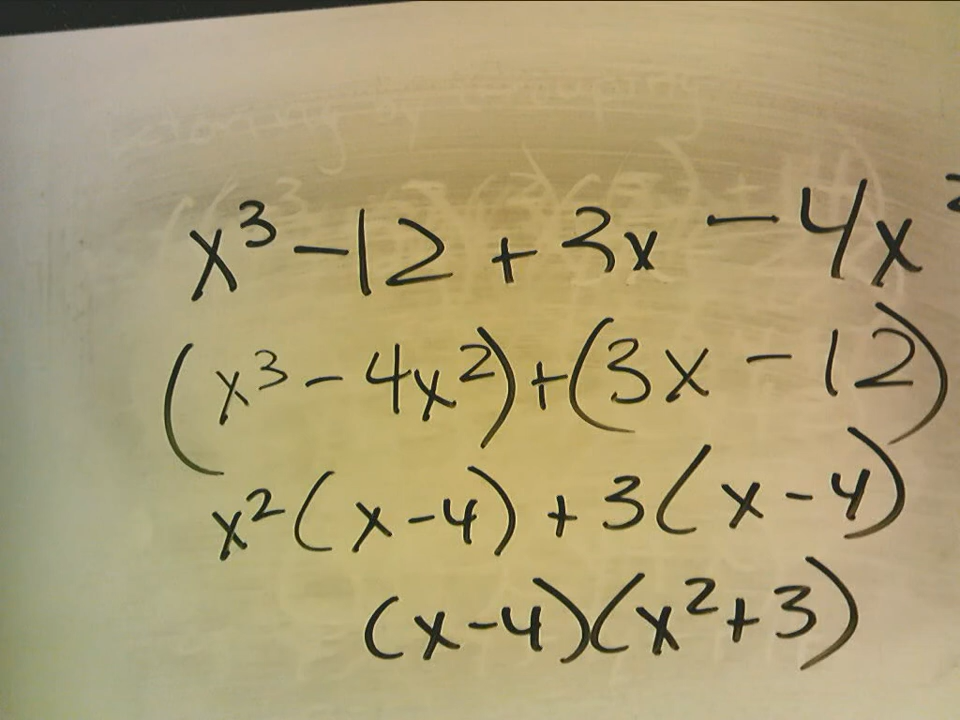 x³ - 12 + 3x - 4x²
(x³ - 4x²) + (3x - 12)
x²(x - 4) + 3(x - 4)
(x - 4)(x² + 3)